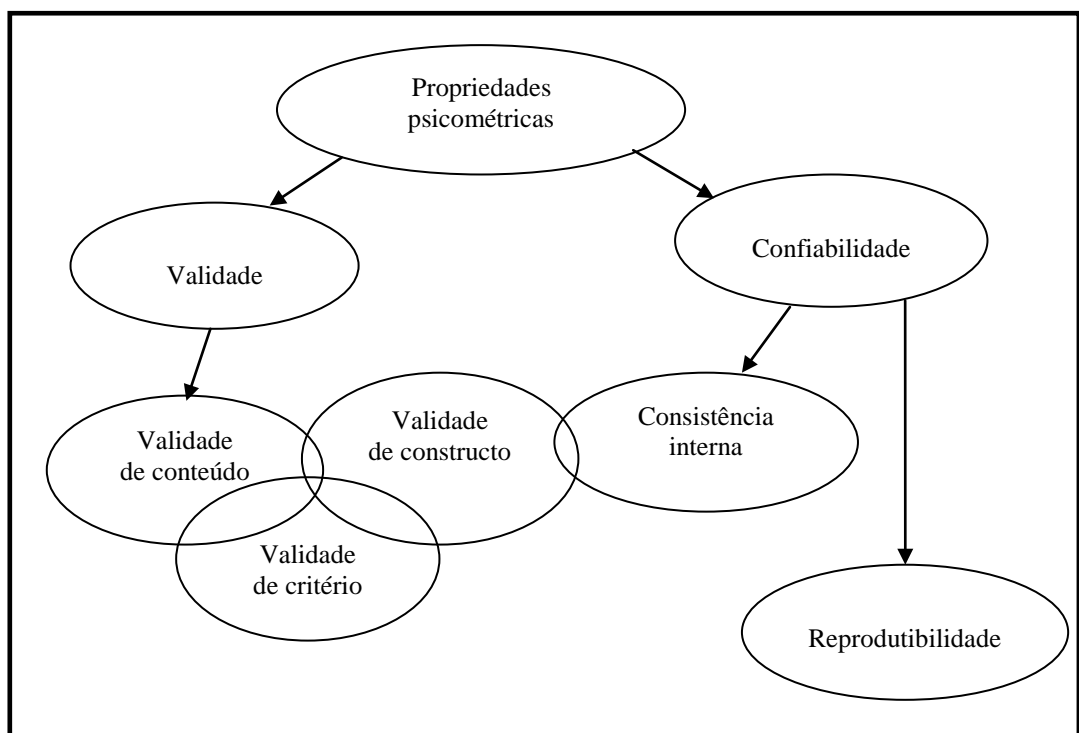 Propriedades
psicométricas
Validade
Confiabilidade
Validade
de conteúdo
Validade
de constructo
Consistência
interna
Validade
de critério
Reprodutibilidade